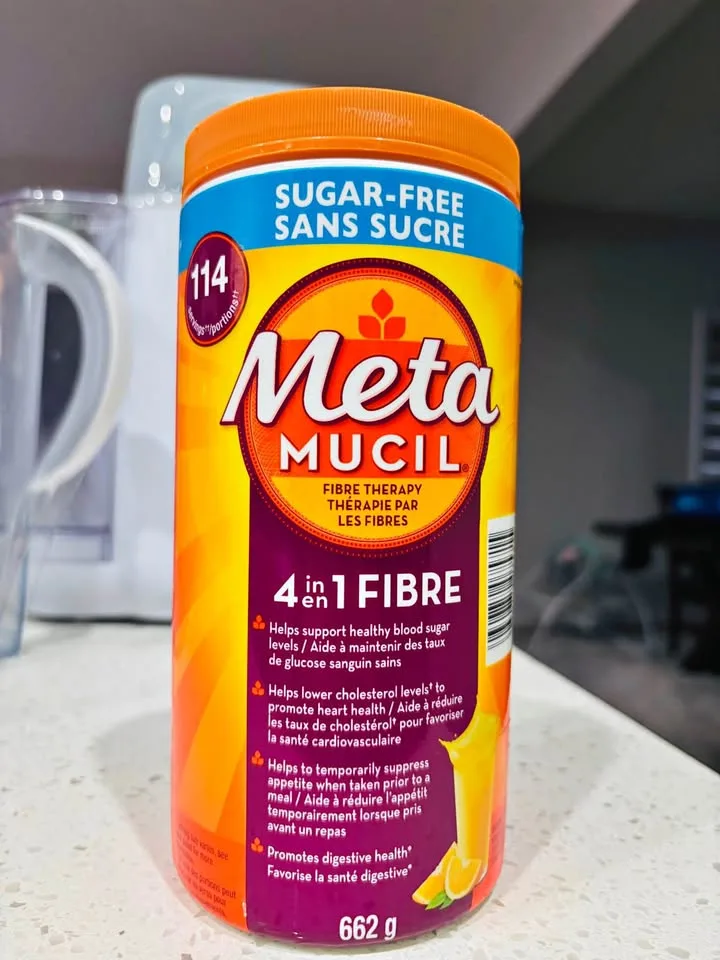 SUGAR-FREE
SANS SUCRE
114
servings††/portions††
Meta
MUCIL®
FIBRE THERAPY
THÉRAPIE PAR
LES FIBRES
4 in en 1 FIBRE
Helps support healthy blood sugar
levels / Aide à maintenir des taux
de glucose sanguin sains
Helps lower cholesterol levels† to
promote heart health / Aide à réduire
les taux de cholestérol† pour favoriser
la santé cardiovasculaire
Helps to temporarily suppress
appetite when taken prior to a
meal / Aide à réduire l'appétit
temporairement lorsque pris
avant un repas
Promotes digestive health*
Favorise la santé digestive*
662 g